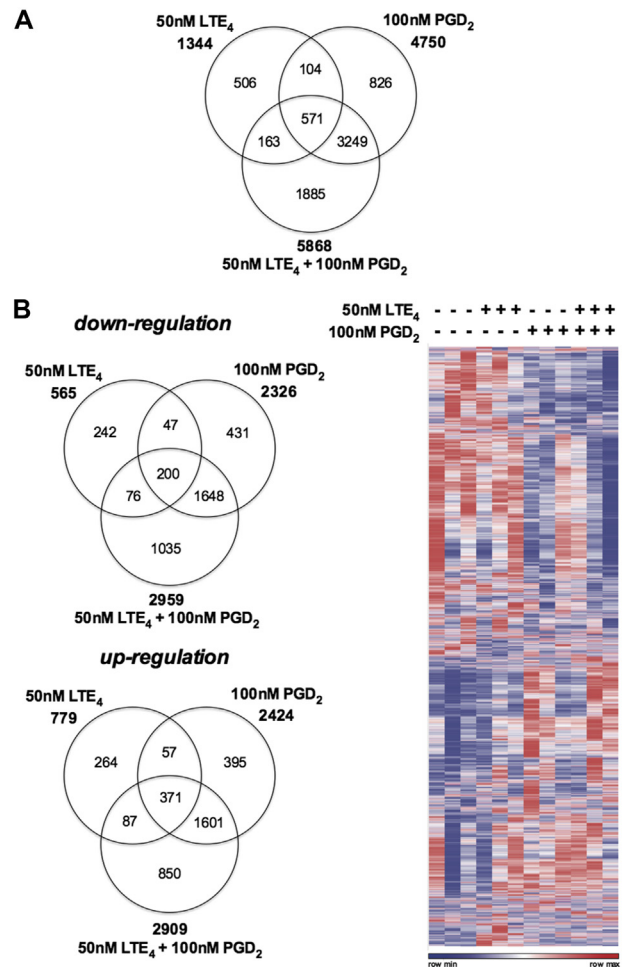 A
50nM LTE4
1344
100nM PGD2
4750
506
104
826
571
163
3249
1885
5868
50nM LTE4 + 100nM PGD2
B
down-regulation
50nM LTE4
565
100nM PGD2
2326
242
47
431
200
76
1648
1035
2959
50nM LTE4 + 100nM PGD2
up-regulation
50nM LTE4
779
100nM PGD2
2424
264
57
395
371
87
1601
850
2909
50nM LTE4 + 100nM PGD2
50nM LTE4 - - - + + + - - - + + +
100nM PGD2 - - - - - - + + + + + +
row min row max